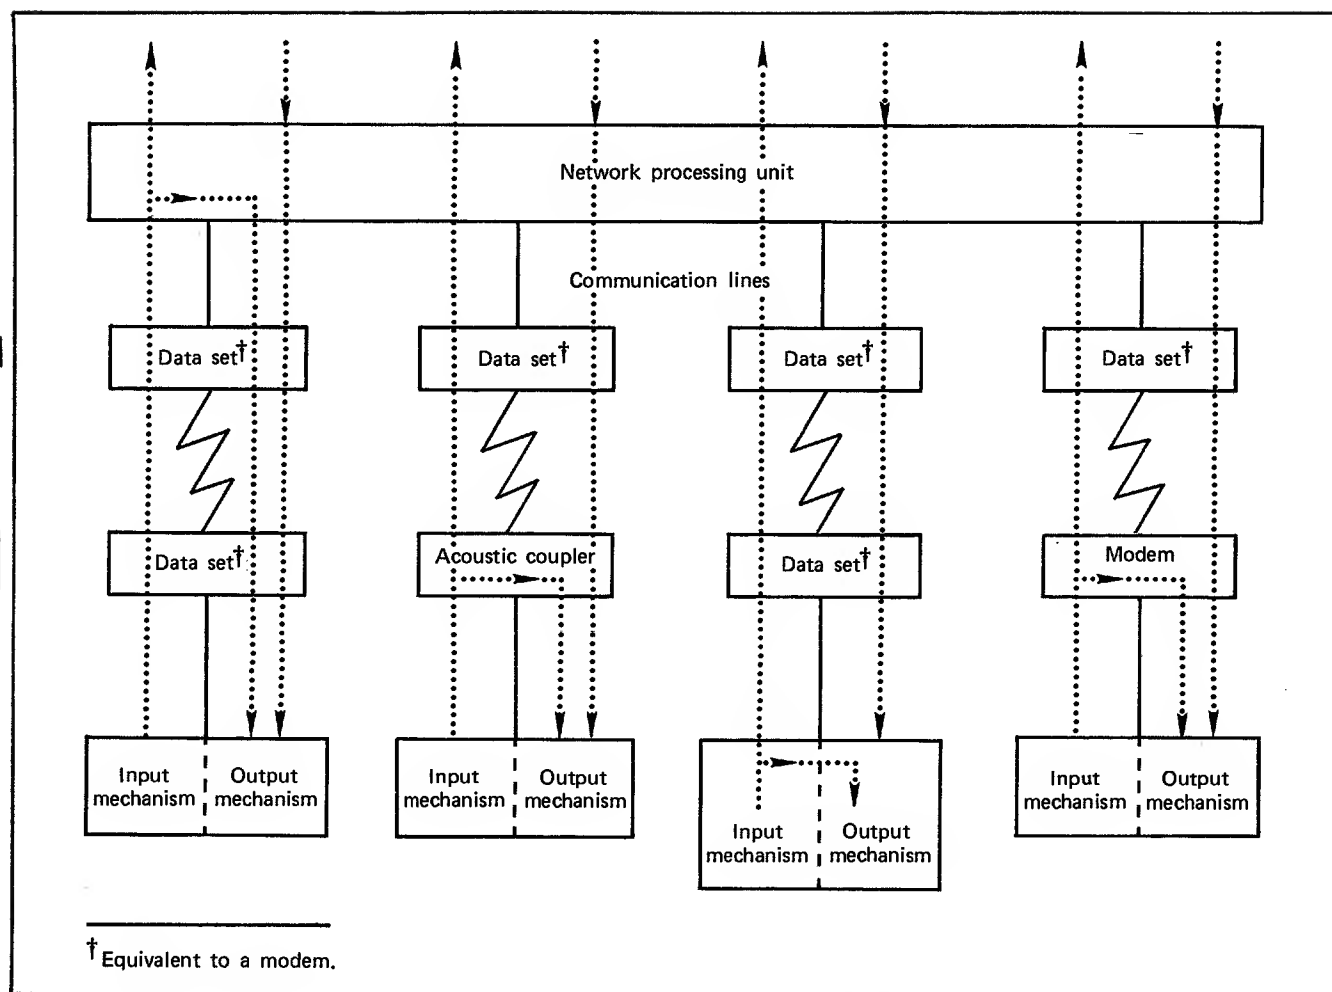 Network processing unit
Communication lines
Data set†
Data set†
Data set†
Data set†
Data set†
Acoustic coupler
Data set†
Modem
Input mechanism
Output mechanism
Input mechanism
Output mechanism
Input mechanism
Output mechanism
Input mechanism
Output mechanism
† Equivalent to a modem.